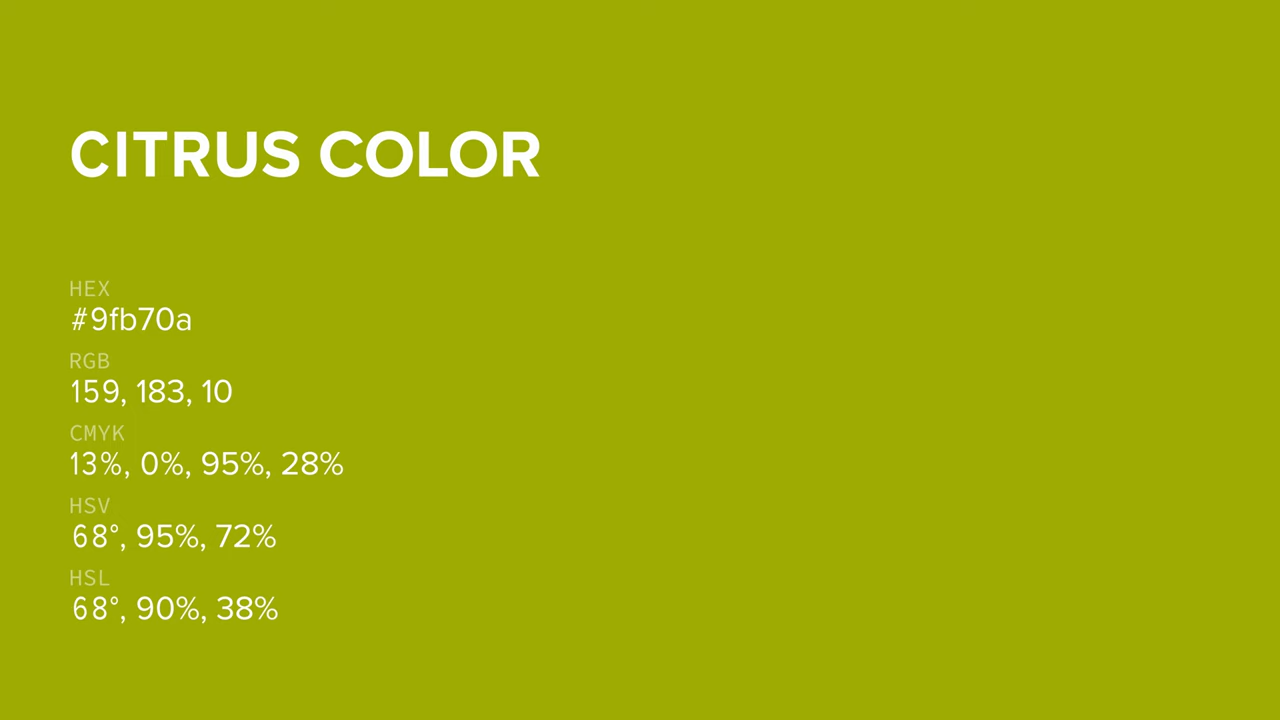 CITRUS COLOR
HEX
#9fb70a
RGB
159, 183, 10
CMYK
13%, 0%, 95%, 28%
HSV
68°, 95%, 72%
HSL
68°, 90%, 38%